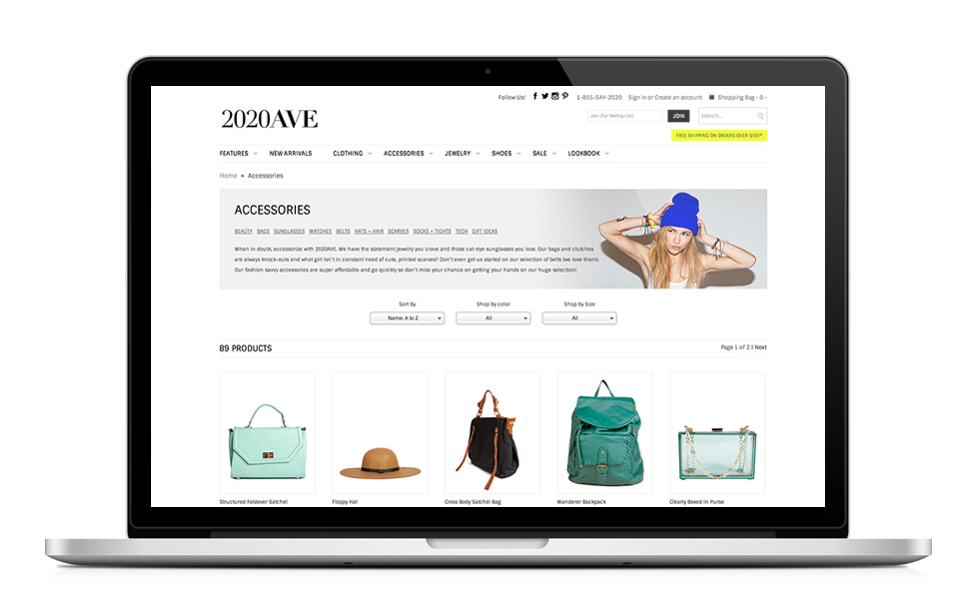 Follow Us! 1-855-SAY-2020 Sign in or Create an account Shopping Bag - 0 -
2020AVE
Join Our Mailing List! JOIN search...
FREE SHIPPING ON ORDERS OVER $50!*
FEATURES NEW ARRIVALS CLOTHING ACCESSORIES JEWELRY SHOES SALE LOOKBOOK
Home » Accessories
ACCESSORIES
BEAUTY BAGS SUNGLASSES WATCHES BELTS HATS + HAIR SCARVES SOCKS + TIGHTS TECH GIFT IDEAS
When in doubt, accessorize with 2020AVE. We have the statement jewelry you crave and those cat-eye sunglasses you love. Our bags and clutches
are always knock-outs and what girl isn't in constant need of cute, printed scarves? Don't even get us started on our selection of belts (we love them).
Our fashion savvy accessories are super affordable and go quickly so don't miss your chance on getting your hands on our huge selection!
Sort By Shop by color Shop by Size
Name: A to Z All All
89 PRODUCTS Page 1 of 2 | Next
Structured Foldover Satchel Floppy Hat Cross Body Satchel Bag Wanderer Backpack Clearly Boxed In Purse